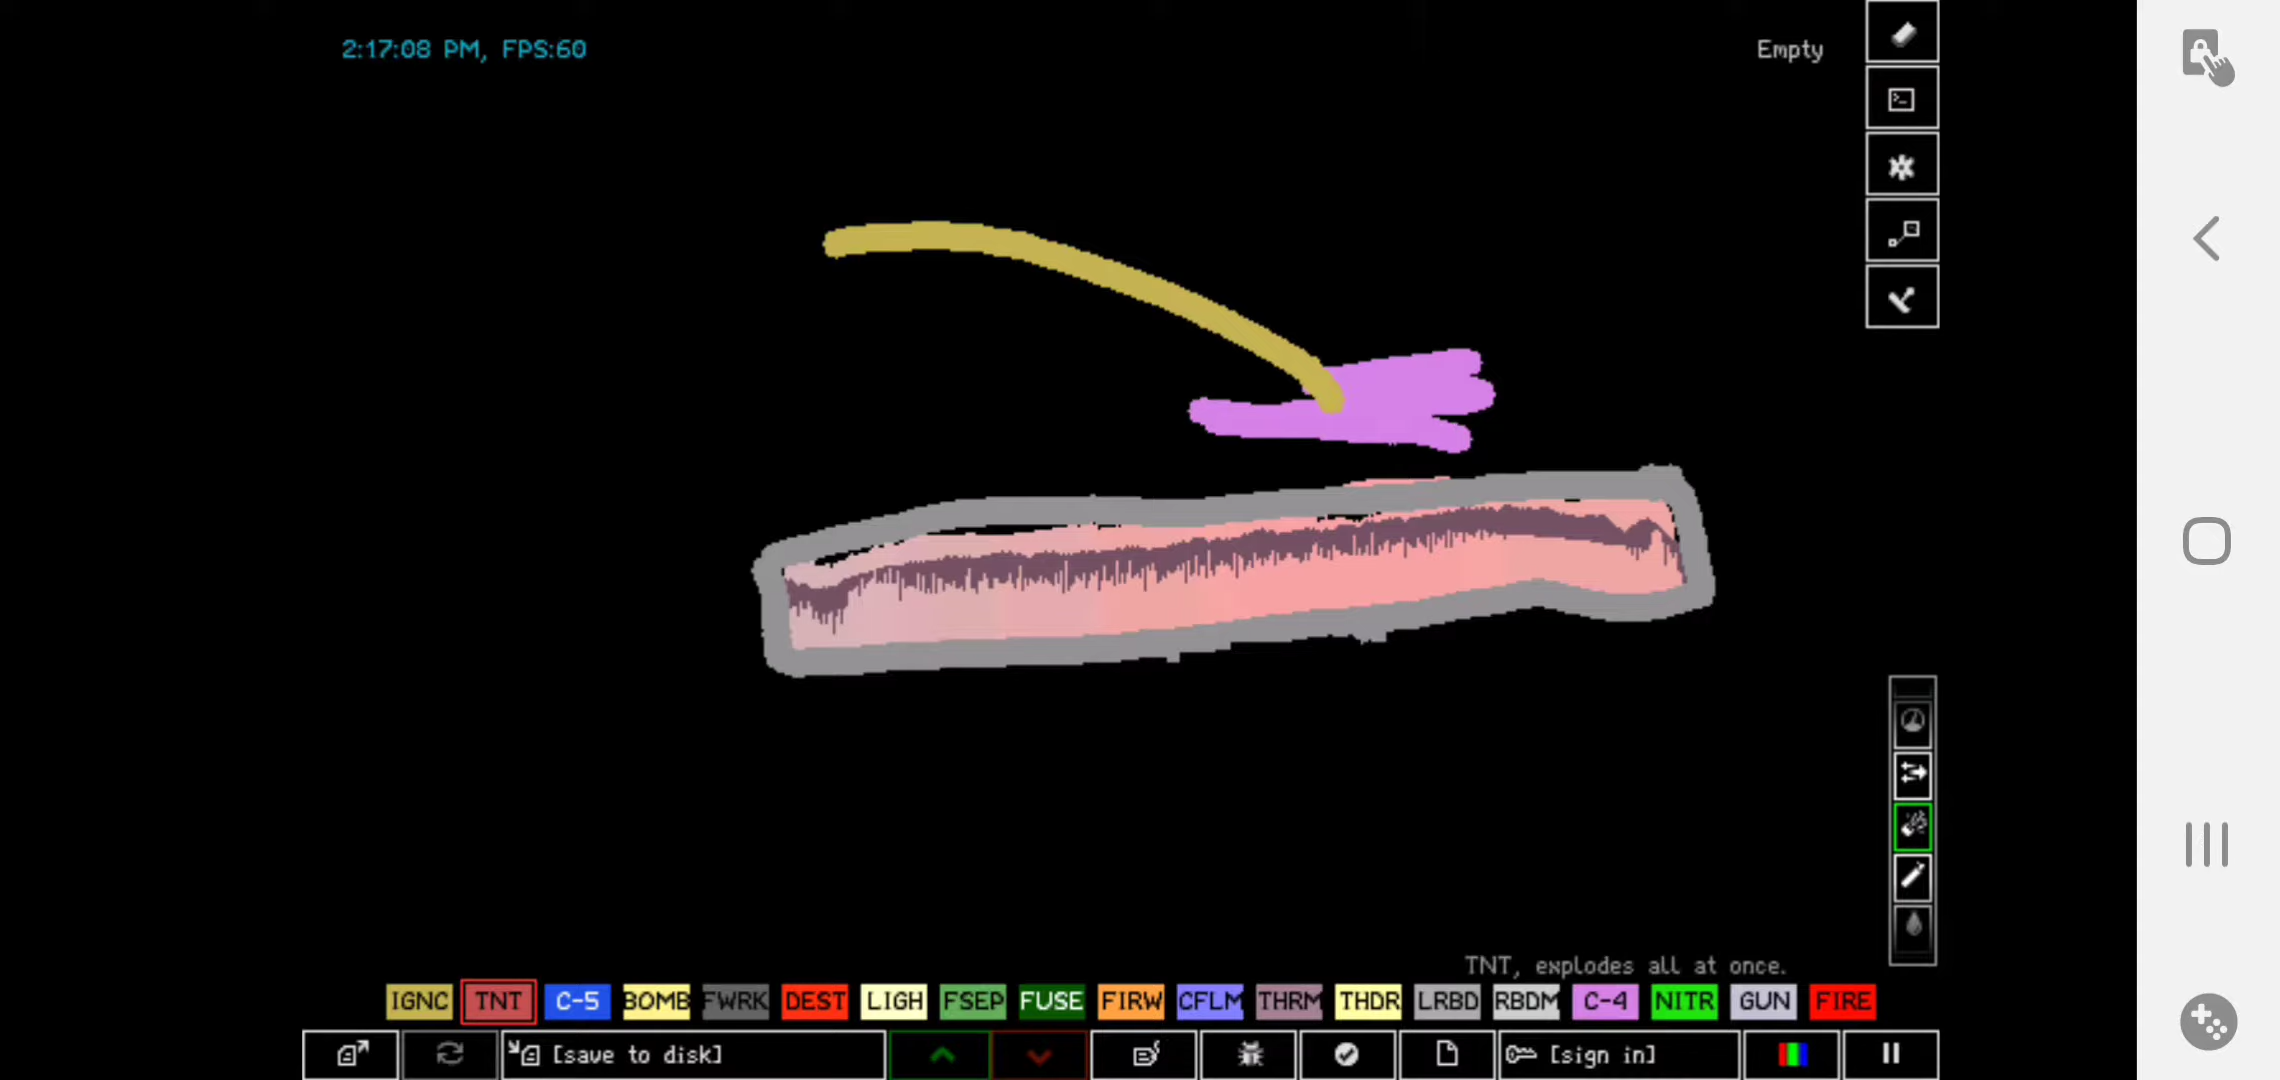 2:17:08 PM, FPS:60
Empty
TNT, explodes all at once.
IGNC TNT C-5 BOMB FWRK DEST LIGH FSEP FUSE FIRW CFLM THRM THDR LRBD RBDM C-4 NITR GUN FIRE
[save to disk] [sign in]